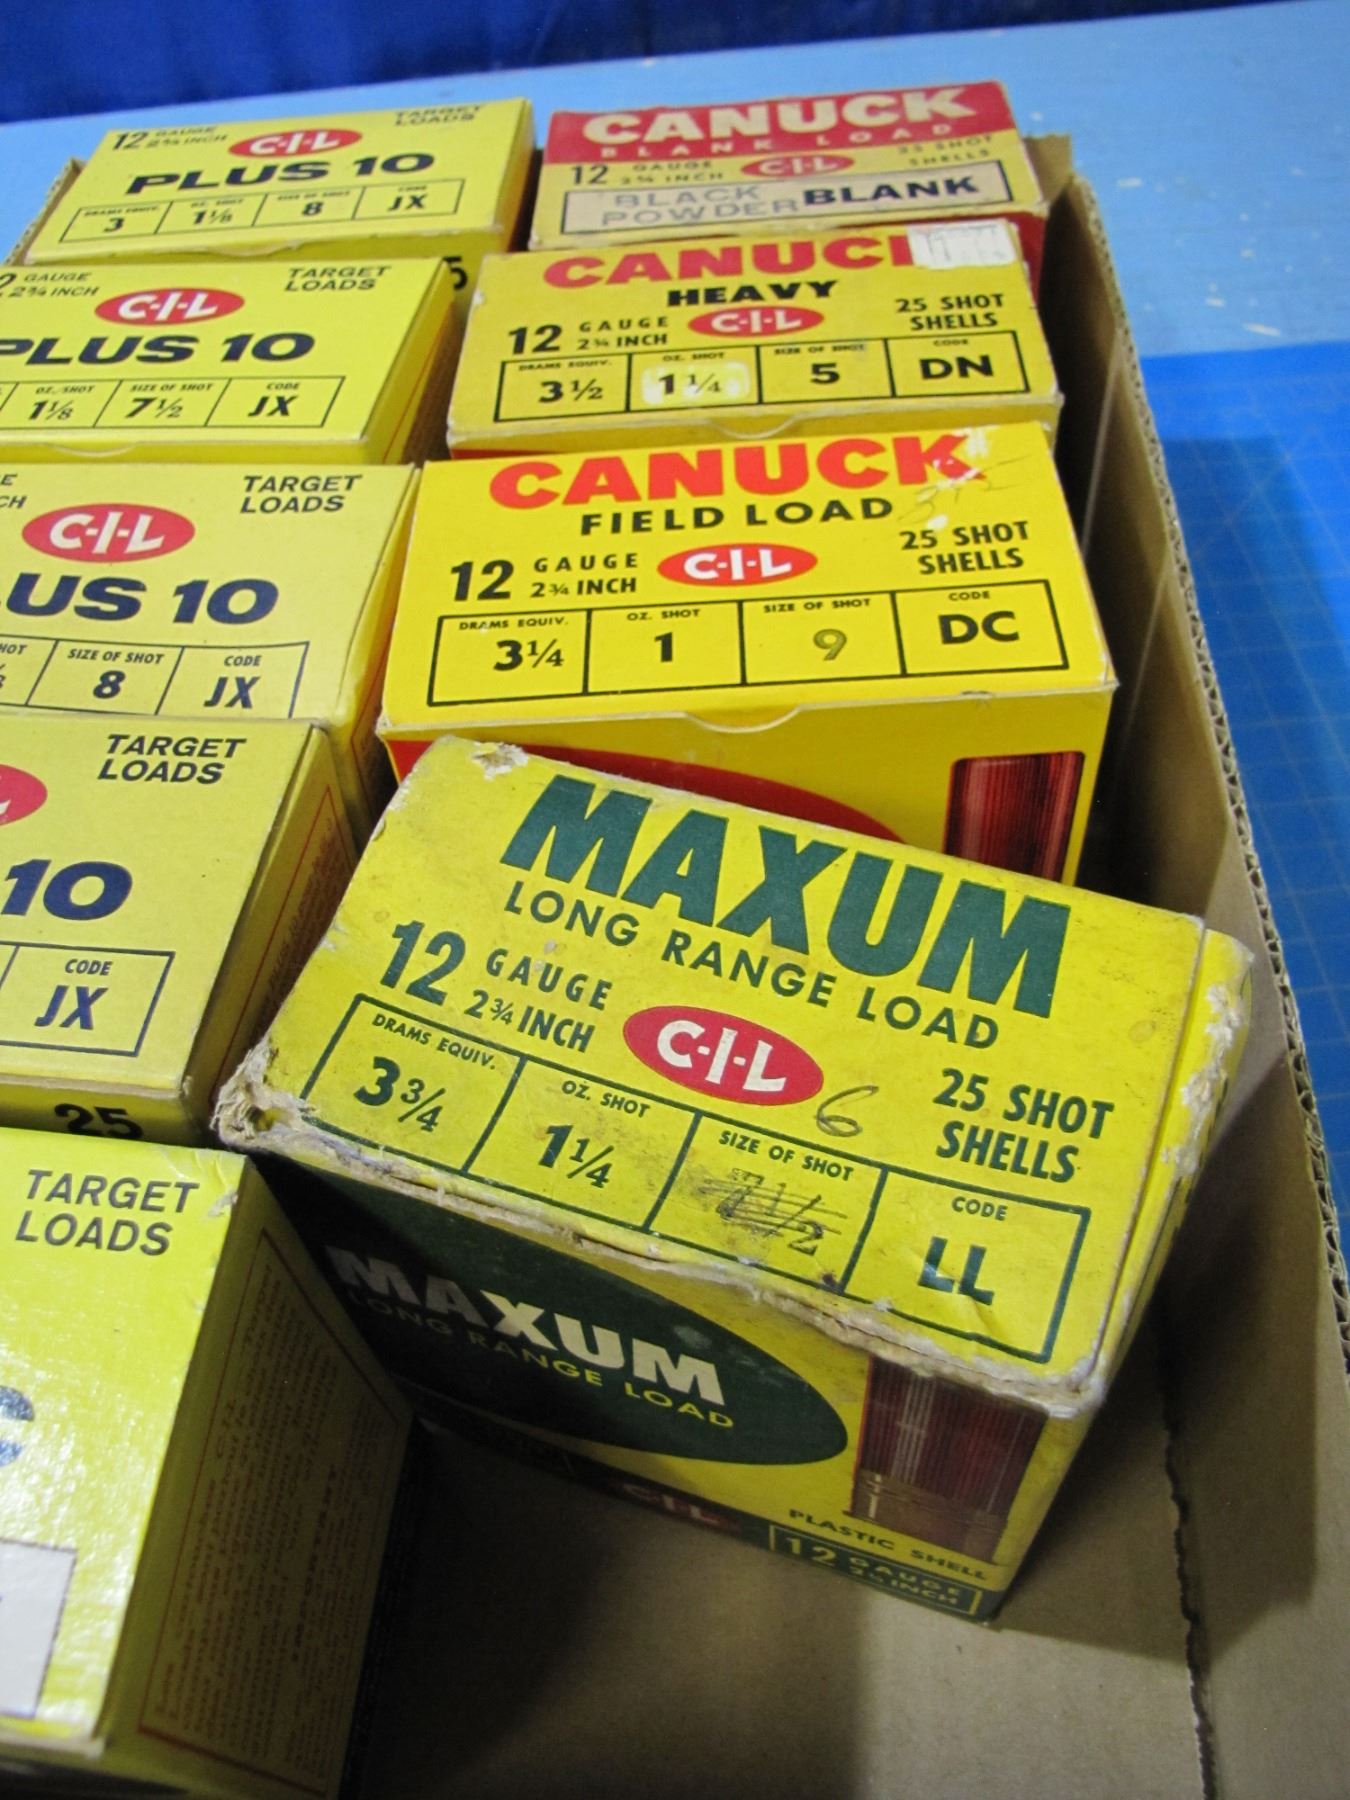 12 GAUGE
2¾ INCH
C-I-L
TARGET
LOADS
PLUS 10
DRAMS EQUIV.
3
OZ. SHOT
1⅛
SIZE OF SHOT
8
CODE
JX
CANUCK
BLANK LOAD
12 GAUGE
2¾ INCH
C-I-L
25 SHOT
SHELLS
BLACK
POWDER
BLANK
GAUGE
2¾ INCH
C-I-L
TARGET
LOADS
PLUS 10
OZ. SHOT
1⅛
SIZE OF SHOT
7½
CODE
JX
CANUCK
HEAVY
12 GAUGE
2¾ INCH
C-I-L
25 SHOT
SHELLS
DRAMS EQUIV.
3½
OZ. SHOT
1¼
SIZE OF SHOT
5
CODE
DN
TARGET
LOADS
C-I-L
US 10
SIZE OF SHOT
8
CODE
JX
CANUCK
FIELD LOAD
12 GAUGE
2¾ INCH
C-I-L
25 SHOT
SHELLS
DRAMS EQUIV.
3¼
OZ. SHOT
1
SIZE OF SHOT
9
CODE
DC
TARGET
LOADS
10
CODE
JX
25
MAXUM
LONG RANGE LOAD
12 GAUGE
2¾ INCH
C-I-L
6
25 SHOT
SHELLS
DRAMS EQUIV.
3¾
OZ. SHOT
1¼
SIZE OF SHOT
7½
CODE
LL
MAXUM
LONG RANGE LOAD
C-I-L
PLASTIC SHELL
12 GAUGE
2¾ INCH
TARGET
LOADS